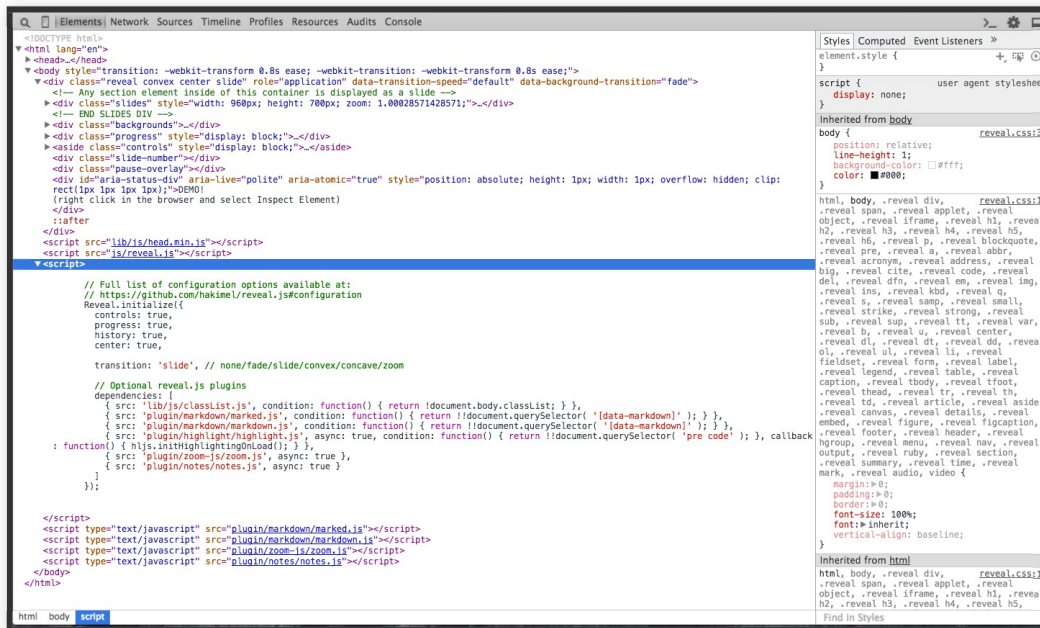 Elements Network Sources Timeline Profiles Resources Audits Console
<!DOCTYPE html>
<html lang="en">
<head>…</head>
<body style="transition: -webkit-transform 0.8s ease; -webkit-transition: -webkit-transform 0.8s ease;">
<div class="reveal convex center slide" role="application" data-transition-speed="default" data-background-transition="fade">
<!-- Any section element inside of this container is displayed as a slide -->
<div class="slides" style="width: 960px; height: 700px; zoom: 1.00028571428571;">…</div>
<!-- END SLIDES DIV -->
<div class="backgrounds">…</div>
<div class="progress" style="display: block;">…</div>
<aside class="controls" style="display: block;">…</aside>
<div class="slide-number"></div>
<div class="pause-overlay"></div>
<div id="aria-status-div" aria-live="polite" aria-atomic="true" style="position: absolute; height: 1px; width: 1px; overflow: hidden; clip:
rect(1px 1px 1px 1px);">DEMO!
(right click in the browser and select Inspect Element)
</div>
::after
</div>
<script src="lib/js/head.min.js"></script>
<script src="js/reveal.js"></script>
<script>
// Full list of configuration options available at:
// https://github.com/hakimel/reveal.js#configuration
Reveal.initialize({
controls: true,
progress: true,
history: true,
center: true,
transition: 'slide', // none/fade/slide/convex/concave/zoom
// Optional reveal.js plugins
dependencies: [
{ src: 'lib/js/classList.js', condition: function() { return !document.body.classList; } },
{ src: 'plugin/markdown/marked.js', condition: function() { return !!document.querySelector( '[data-markdown]' ); } },
{ src: 'plugin/markdown/markdown.js', condition: function() { return !!document.querySelector( '[data-markdown]' ); } },
{ src: 'plugin/highlight/highlight.js', async: true, condition: function() { return !!document.querySelector( 'pre code' ); }, callback
: function() { hljs.initHighlightingOnLoad(); } },
{ src: 'plugin/zoom-js/zoom.js', async: true },
{ src: 'plugin/notes/notes.js', async: true }
]
});
</script>
<script type="text/javascript" src="plugin/markdown/marked.js"></script>
<script type="text/javascript" src="plugin/markdown/markdown.js"></script>
<script type="text/javascript" src="plugin/zoom-js/zoom.js"></script>
<script type="text/javascript" src="plugin/notes/notes.js"></script>
</body>
</html>
html body script
Styles Computed Event Listeners »
element.style {
}
script { user agent styleshee
display: none;
}
Inherited from body
body { reveal.css:3
position: relative;
line-height: 1;
background-color: #fff;
color: #000;
}
html, body, .reveal div, reveal.css:1
.reveal span, .reveal applet, .reveal
object, .reveal iframe, .reveal h1, .revea
h2, .reveal h3, .reveal h4, .reveal h5,
.reveal h6, .reveal p, .reveal blockquote,
.reveal pre, .reveal a, .reveal abbr,
.reveal acronym, .reveal address, .reveal
big, .reveal cite, .reveal code, .reveal
del, .reveal dfn, .reveal em, .reveal img,
.reveal ins, .reveal kbd, .reveal q,
.reveal s, .reveal samp, .reveal small,
.reveal strike, .reveal strong, .reveal
sub, .reveal sup, .reveal tt, .reveal var,
.reveal b, .reveal u, .reveal center,
.reveal dl, .reveal dt, .reveal dd, .revea
ol, .reveal ul, .reveal li, .reveal
fieldset, .reveal form, .reveal label,
.reveal legend, .reveal table, .reveal
caption, .reveal tbody, .reveal tfoot,
.reveal thead, .reveal tr, .reveal th,
.reveal td, .reveal article, .reveal aside
.reveal canvas, .reveal details, .reveal
embed, .reveal figure, .reveal figcaption,
.reveal footer, .reveal header, .reveal
hgroup, .reveal menu, .reveal nav, .reveal
output, .reveal ruby, .reveal section,
.reveal summary, .reveal time, .reveal
mark, .reveal audio, video {
margin: 0;
padding: 0;
border: 0;
font-size: 100%;
font: inherit;
vertical-align: baseline;
}
Inherited from html
html, body, .reveal div, reveal.css:1
.reveal span, .reveal applet, .reveal
object, .reveal iframe, .reveal h1, .revea
h2, .reveal h3, .reveal h4, .reveal h5,
Find in Styles